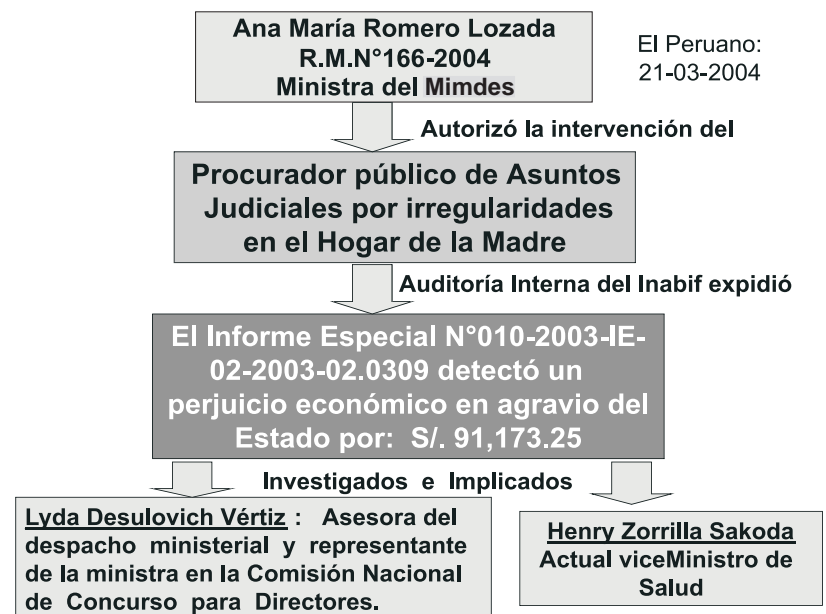 Ana María Romero Lozada
R.M.N°166-2004
Ministra del Mimdes
El Peruano:
21-03-2004
Autorizó la intervención del
Procurador público de Asuntos
Judiciales por irregularidades
en el Hogar de la Madre
Auditoría Interna del Inabif expidió
El Informe Especial N°010-2003-IE-
02-2003-02.0309 detectó un
perjuicio económico en agravio del
Estado por: S/. 91,173.25
Investigados e Implicados
Lyda Desulovich Vértiz : Asesora del
despacho ministerial y representante
de la ministra en la Comisión Nacional
de Concurso para Directores.
Henry Zorrilla Sakoda
Actual viceMinistro de
Salud